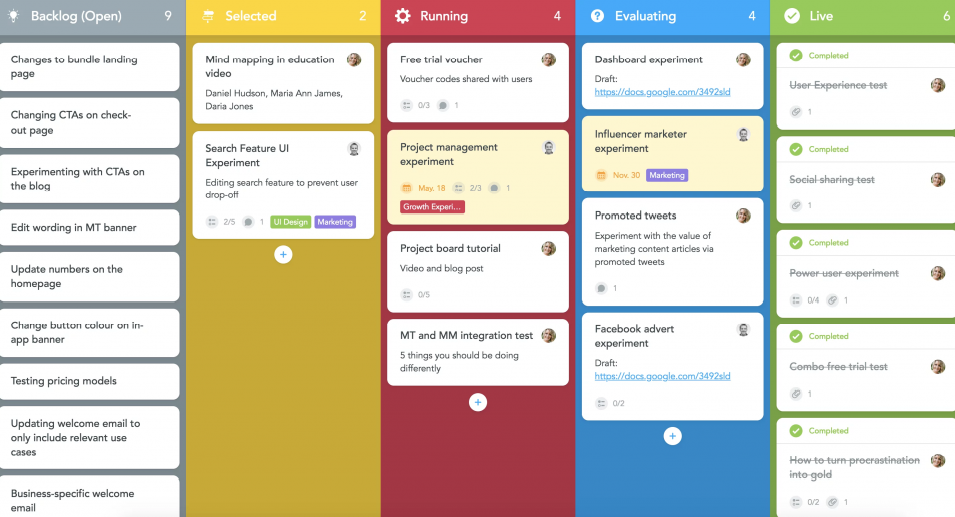 Backlog (Open) 9
Changes to bundle landing
page
Changing CTAs on check-
out page
Experimenting with CTAs on
the blog
Edit wording in MT banner
Update numbers on the
homepage
Change button colour on in-
app banner
Testing pricing models
Updating welcome email to
only include relevant use
cases
Business-specific welcome
email
Selected 2
Mind mapping in education
video
Daniel Hudson, Maria Ann James,
Daria Jones
Search Feature UI
Experiment
Editing search feature to prevent user
drop-off
2/5 1 UI Design Marketing
+
Running 4
Free trial voucher
Voucher codes shared with users
0/3 1
Project management
experiment
May. 18 2/3 1
Growth Experi...
Project board tutorial
Video and blog post
0/5
MT and MM integration test
5 things you should be doing
differently
+
? Evaluating 4
Dashboard experiment
Draft:
https://docs.google.com/3492sld
Influencer marketer
experiment
Nov. 30 Marketing
Promoted tweets
Experiment with the value of
marketing content articles via
promoted tweets
1
Facebook advert
experiment
Draft:
https://docs.google.com/3492sld
0/2
+
Live 6
Completed
User Experience test
1
Completed
Social sharing test
1
Completed
Power user experiment
0/4 1
Completed
Combo free trial test
1
Completed
How to turn procrastination
into gold
0/2 1